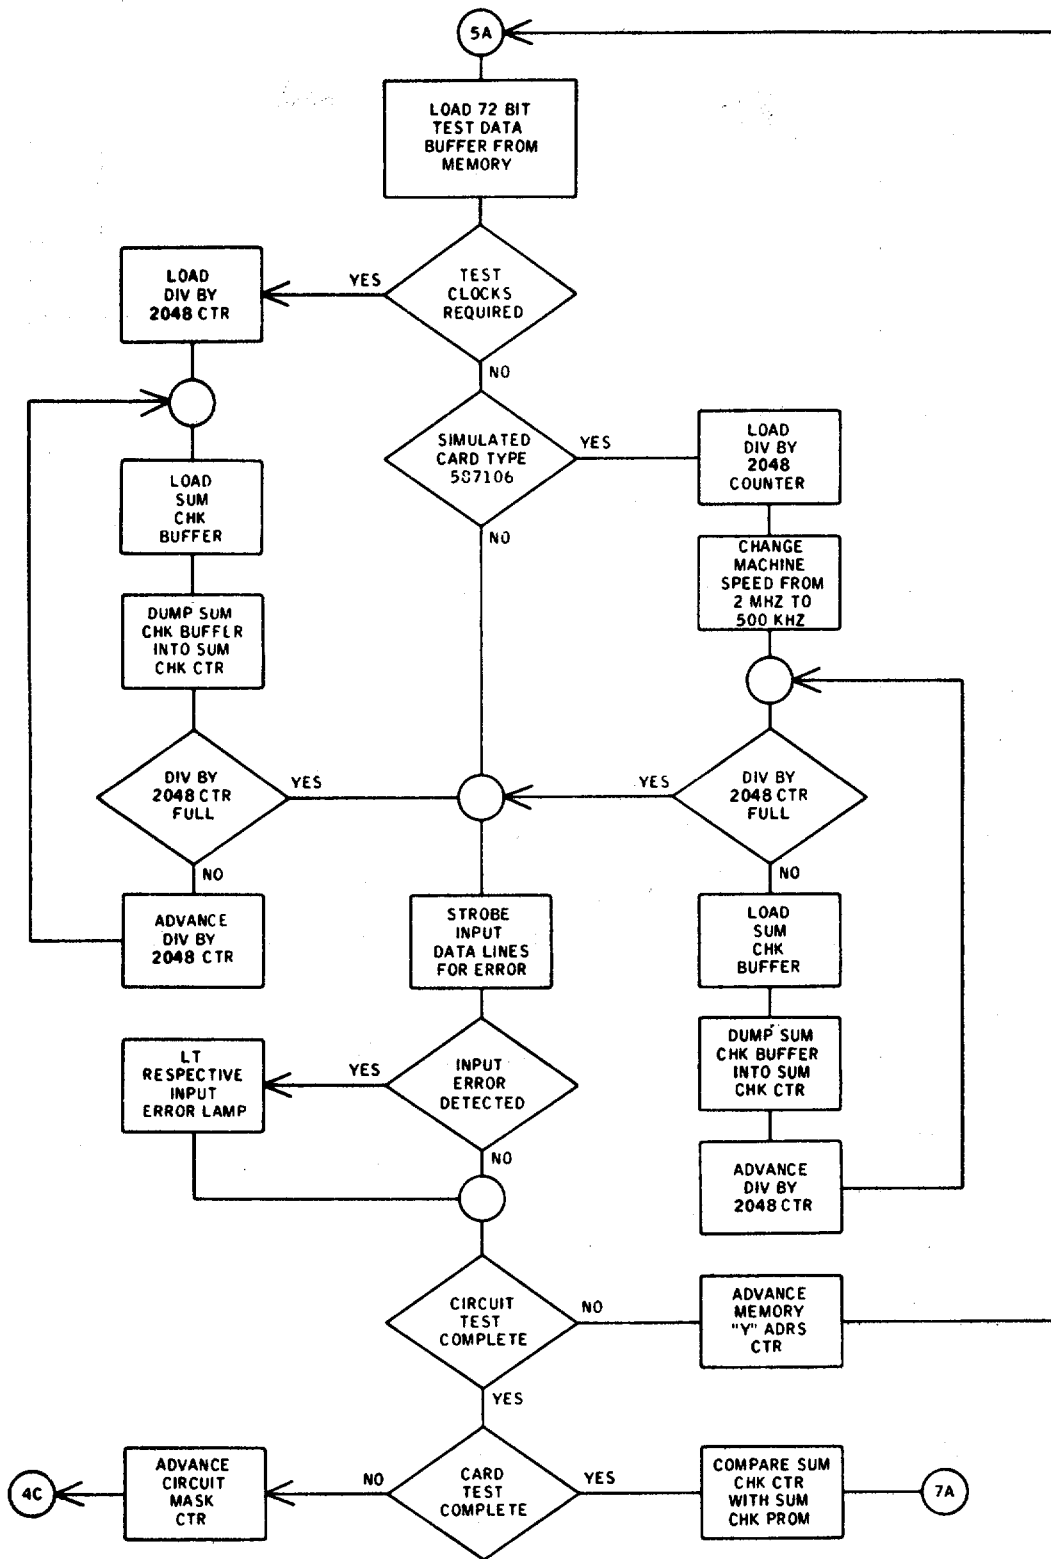 5A
LOAD 72 BIT
TEST DATA
BUFFER FROM
MEMORY
TEST
CLOCKS
REQUIRED
YES
NO
LOAD
DIV BY
2048 CTR
LOAD
SUM
CHK
BUFFER
DUMP SUM
CHK BUFFER
INTO SUM
CHK CTR
DIV BY
2048 CTR
FULL
YES
NO
ADVANCE
DIV BY
2048 CTR
SIMULATED
CARD TYPE
587106
YES
NO
LOAD
DIV BY
2048
COUNTER
CHANGE
MACHINE
SPEED FROM
2 MHZ TO
500 KHZ
DIV BY
2048 CTR
FULL
YES
NO
LOAD
SUM
CHK
BUFFER
DUMP SUM
CHK BUFFER
INTO SUM
CHK CTR
ADVANCE
DIV BY
2048 CTR
STROBE
INPUT
DATA LINES
FOR ERROR
INPUT
ERROR
DETECTED
YES
NO
LT
RESPECTIVE
INPUT
ERROR LAMP
CIRCUIT
TEST
COMPLETE
NO
YES
ADVANCE
MEMORY
"Y" ADRS
CTR
CARD
TEST
COMPLETE
NO
YES
ADVANCE
CIRCUIT
MASK
CTR
4C
COMPARE SUM
CHK CTR
WITH SUM
CHK PROM
7A